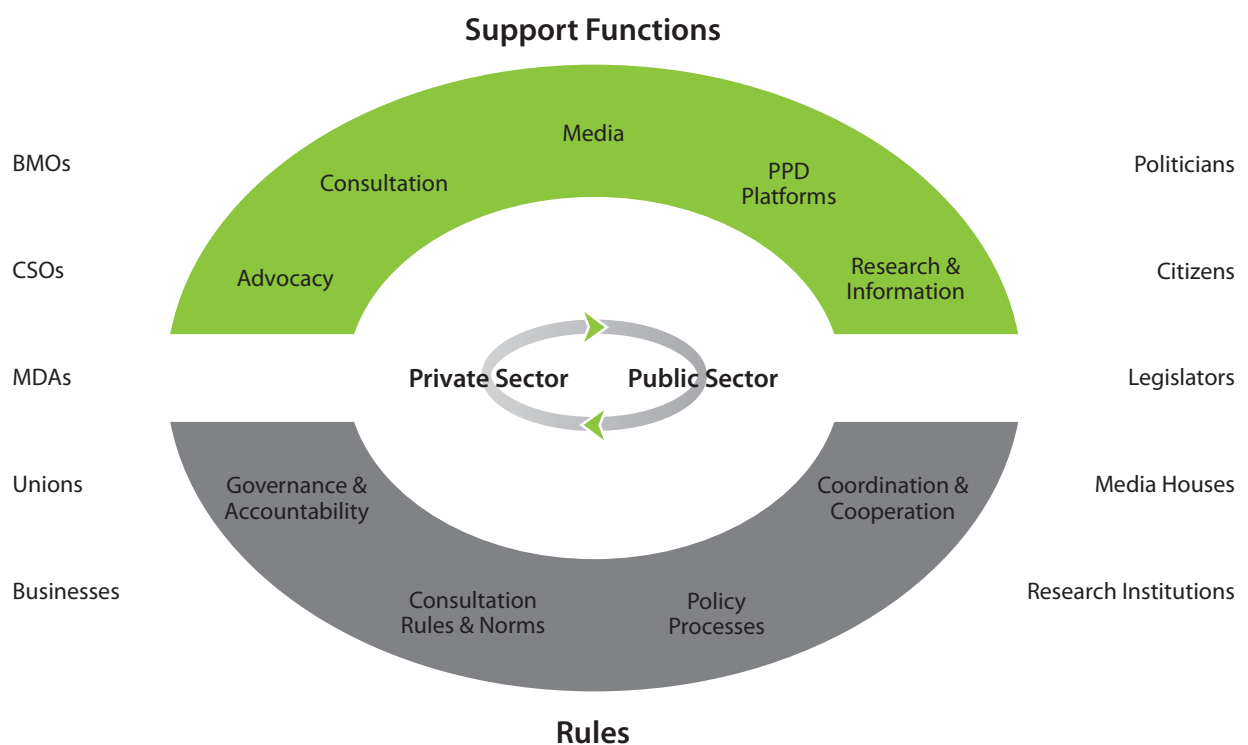 Support Functions
Media
BMOs
Consultation
PPD
Platforms
Politicians
CSOs
Advocacy
Research &
Information
Citizens
MDAs
Private Sector
Public Sector
Legislators
Unions
Governance &
Accountability
Coordination &
Cooperation
Media Houses
Businesses
Consultation
Rules & Norms
Policy
Processes
Research Institutions
Rules